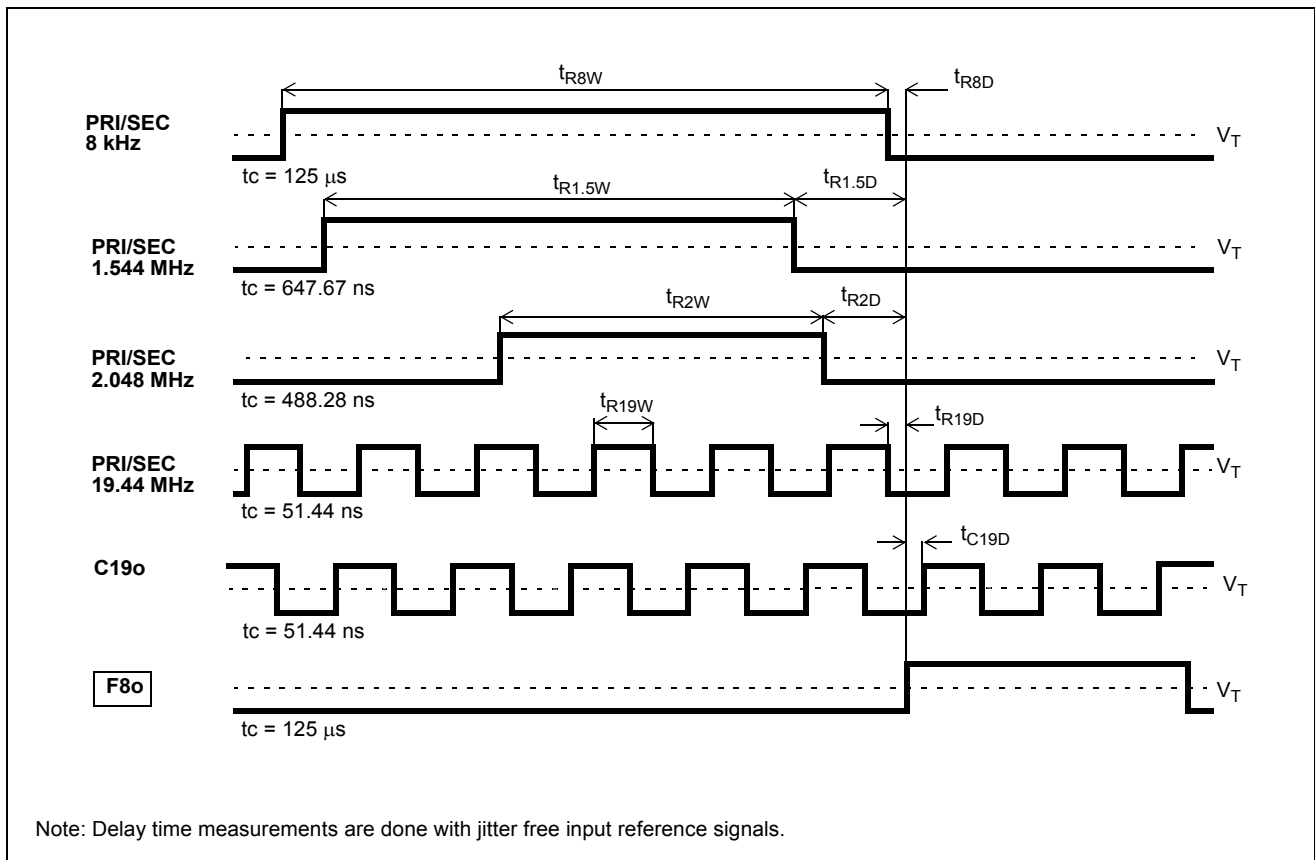 tR8W
tR8D
PRI/SEC
8 kHz
VT
tc = 125 μs
tR1.5W
tR1.5D
PRI/SEC
1.544 MHz
VT
tc = 647.67 ns
tR2W
tR2D
PRI/SEC
2.048 MHz
VT
tc = 488.28 ns
tR19W
tR19D
PRI/SEC
19.44 MHz
VT
tc = 51.44 ns
tC19D
C19o
VT
tc = 51.44 ns
F8o
VT
tc = 125 μs
Note: Delay time measurements are done with jitter free input reference signals.